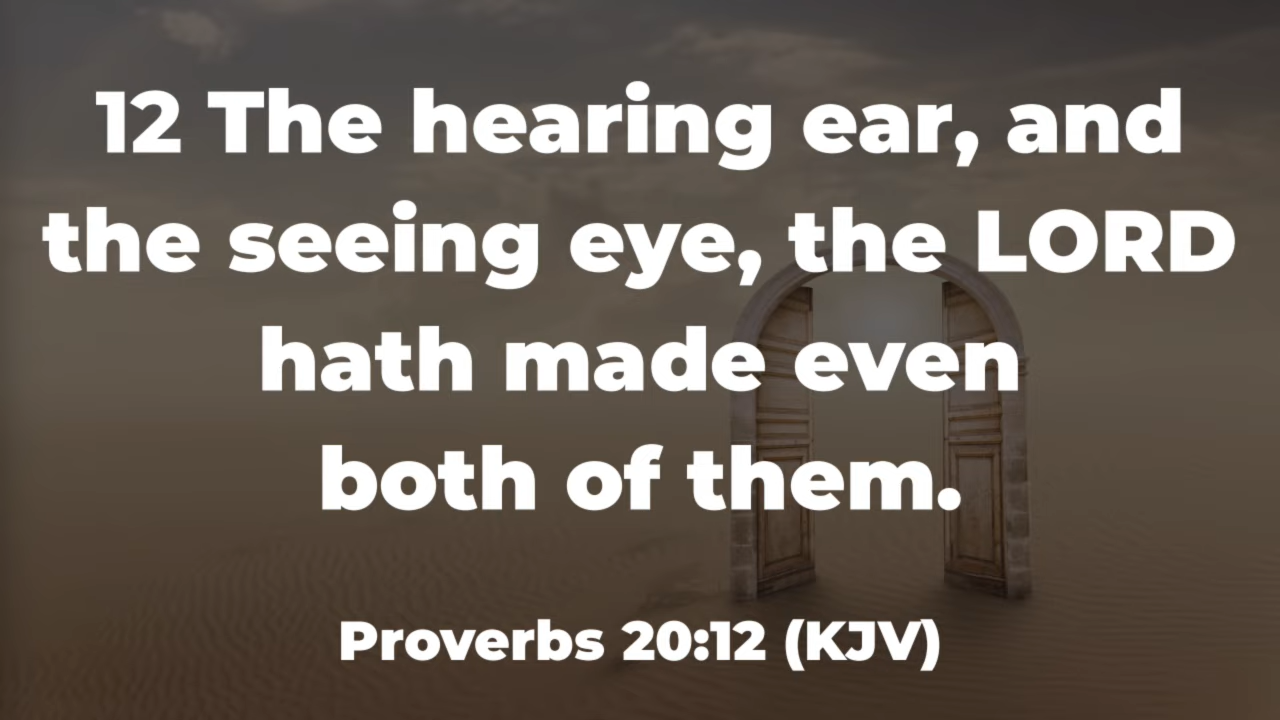 12 The hearing ear, and
the seeing eye, the LORD
hath made even
both of them.
Proverbs 20:12 (KJV)